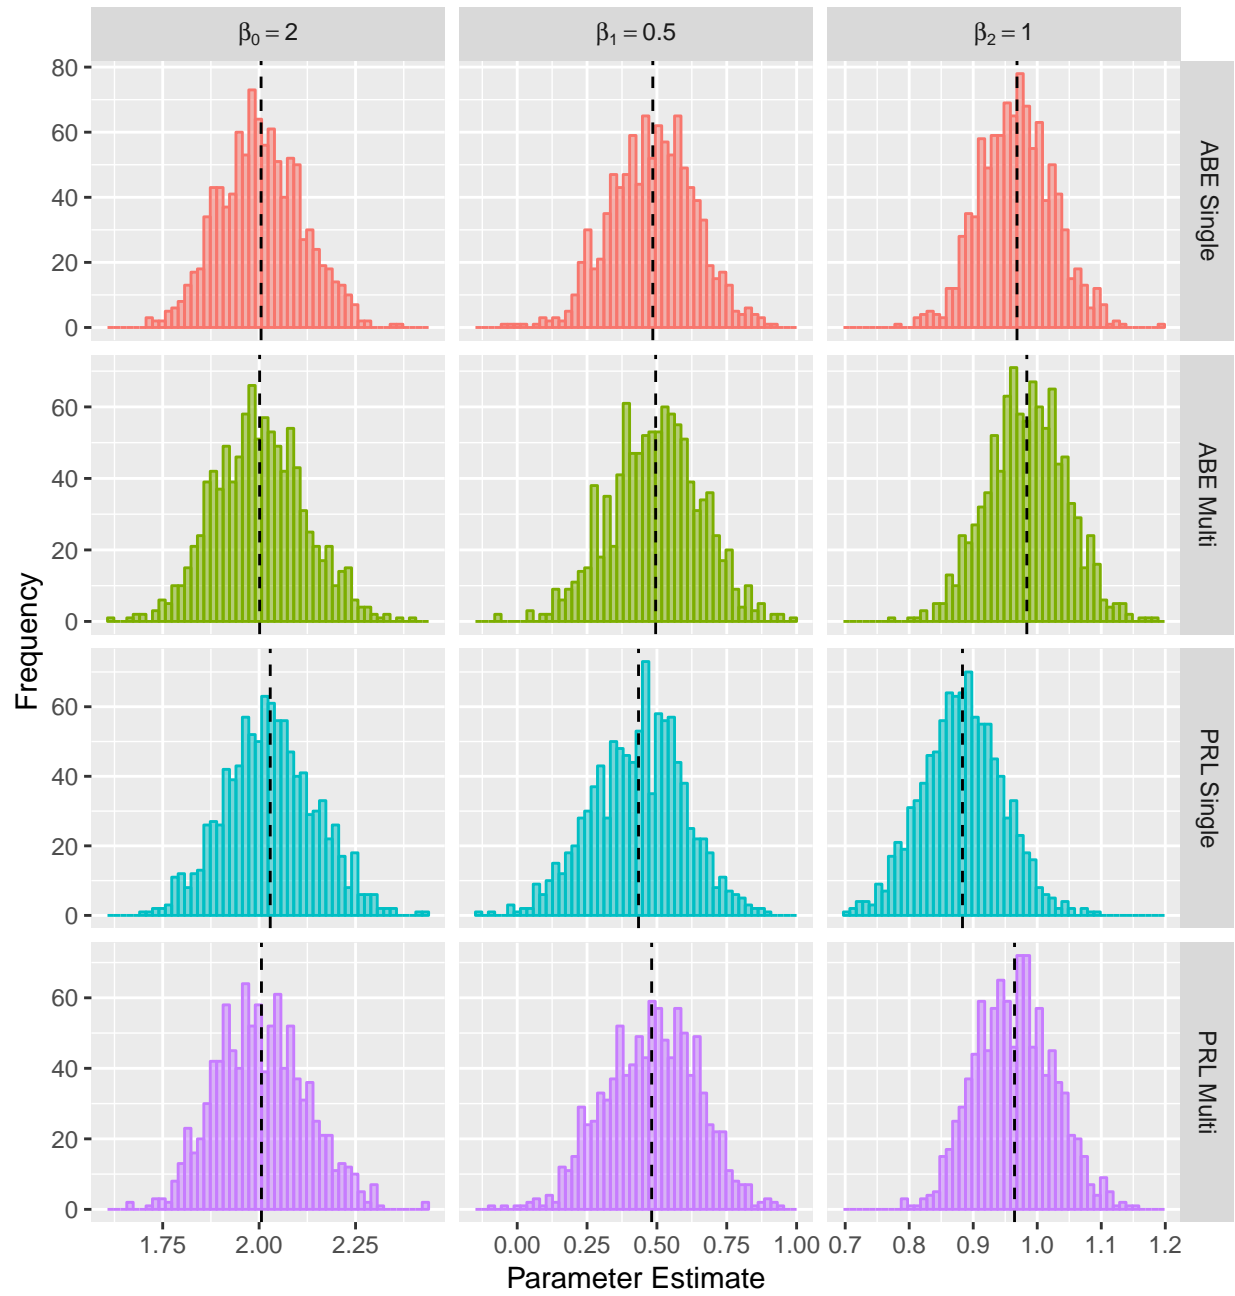 β₀ = 2 β₁ = 0.5 β₂ = 1
80
60
40
20
0
ABE Single
60
40
20
0
ABE Multi
Frequency
60
40
20
0
PRL Single
60
40
20
0
PRL Multi
1.75 2.00 2.25 0.00 0.25 0.50 0.75 1.00 0.7 0.8 0.9 1.0 1.1 1.2
Parameter Estimate